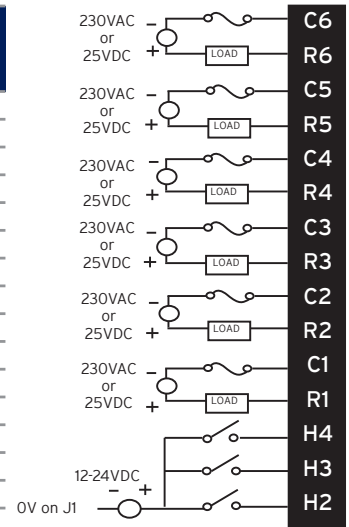 230VAC – C6
or
25VDC + LOAD R6
230VAC – C5
or
25VDC + LOAD R5
230VAC – C4
or
25VDC + LOAD R4
230VAC – C3
or
25VDC + LOAD R3
230VAC – C2
or
25VDC + LOAD R2
230VAC – C1
or
25VDC + LOAD R1
H4
12-24VDC H3
– +
0V on J1 H2